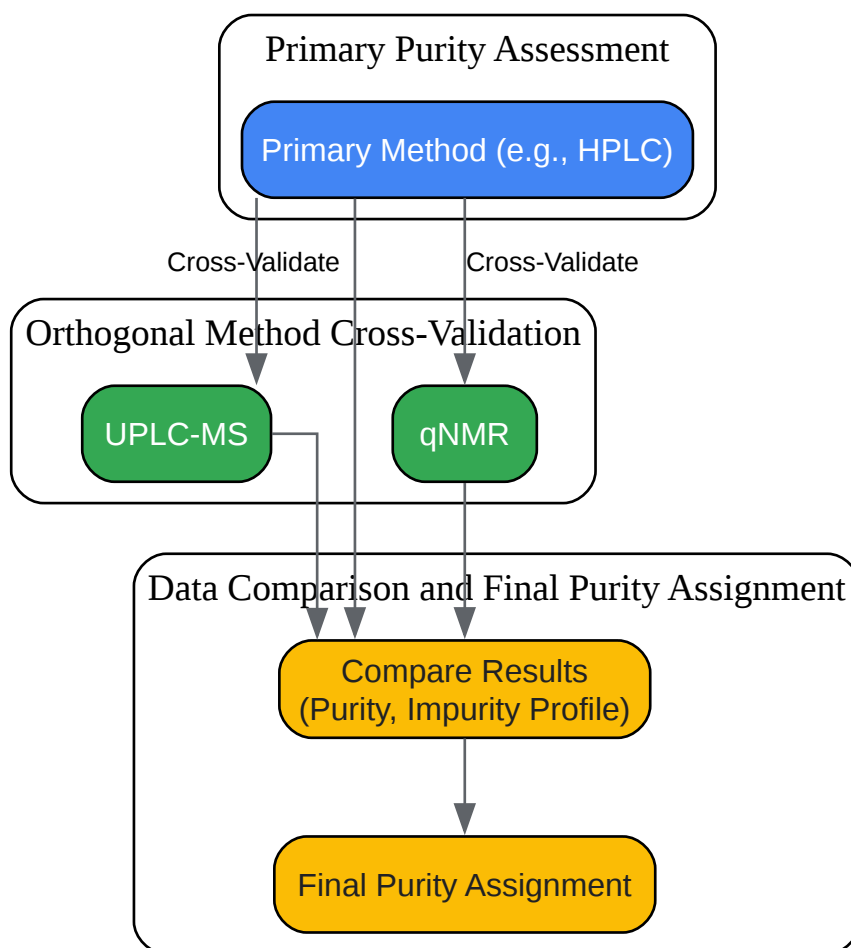 Primary Purity Assessment
Primary Method (e.g., HPLC)
Cross-Validate
Cross-Validate
Orthogonal Method Cross-Validation
UPLC-MS
qNMR
Data Comparison and Final Purity Assignment
Compare Results
(Purity, Impurity Profile)
Final Purity Assignment